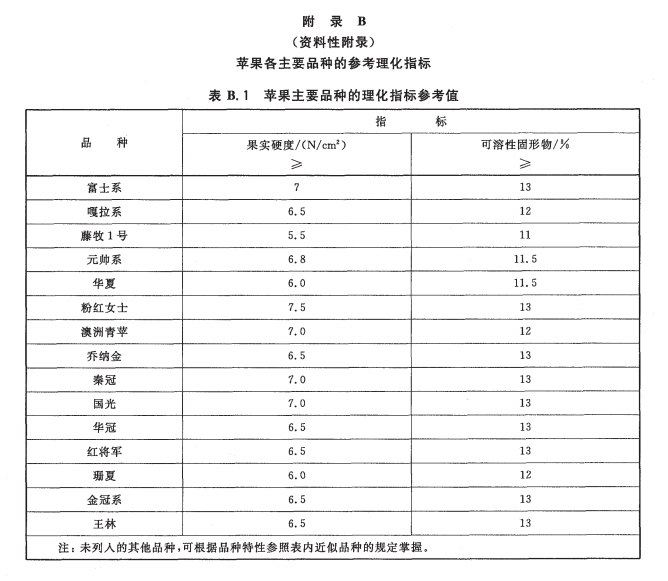 附 录 B
（资料性附录）
苹果各主要品种的参考理化指标
表 B.1 苹果主要品种的理化指标参考值
品 种 指 标
果实硬度/(N/cm²) ≥ 可溶性固形物/% ≥
富士系 7 13
嘎拉系 6.5 12
藤牧1号 5.5 11
元帅系 6.8 11.5
华夏 6.0 11.5
粉红女士 7.5 13
澳洲青苹 7.0 12
乔纳金 6.5 13
秦冠 7.0 13
国光 7.0 13
华冠 6.5 13
红将军 6.5 13
珊夏 6.0 12
金冠系 6.5 13
王林 6.5 13
注：未列入的其他品种，可根据品种特性参照表内近似品种的规定掌握。